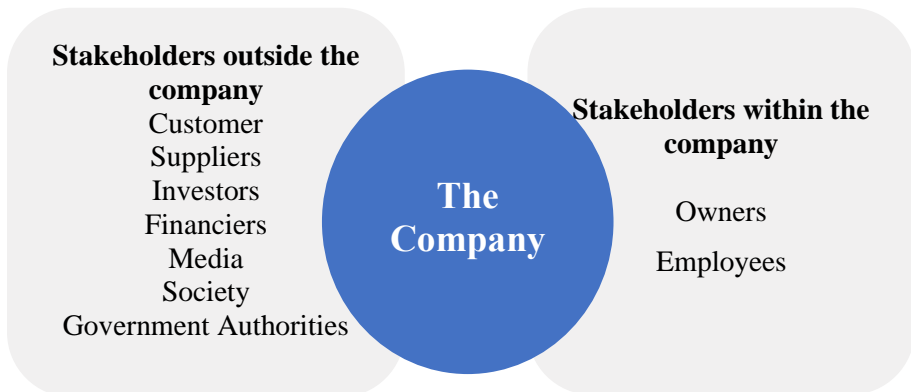 Stakeholders outside the
company
Customer
Suppliers
Investors
Financiers
Media
Society
Government Authorities
The
Company
Stakeholders within the
company
Owners
Employees